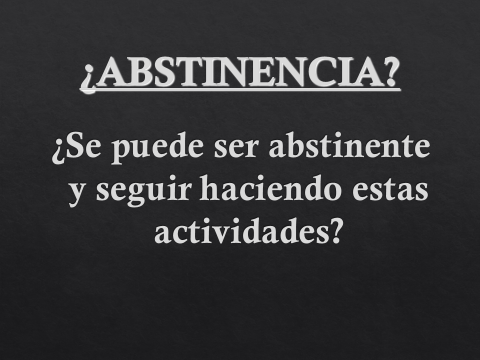 ¿ABSTINENCIA?
¿Se puede ser abstinente
y seguir haciendo estas
actividades?